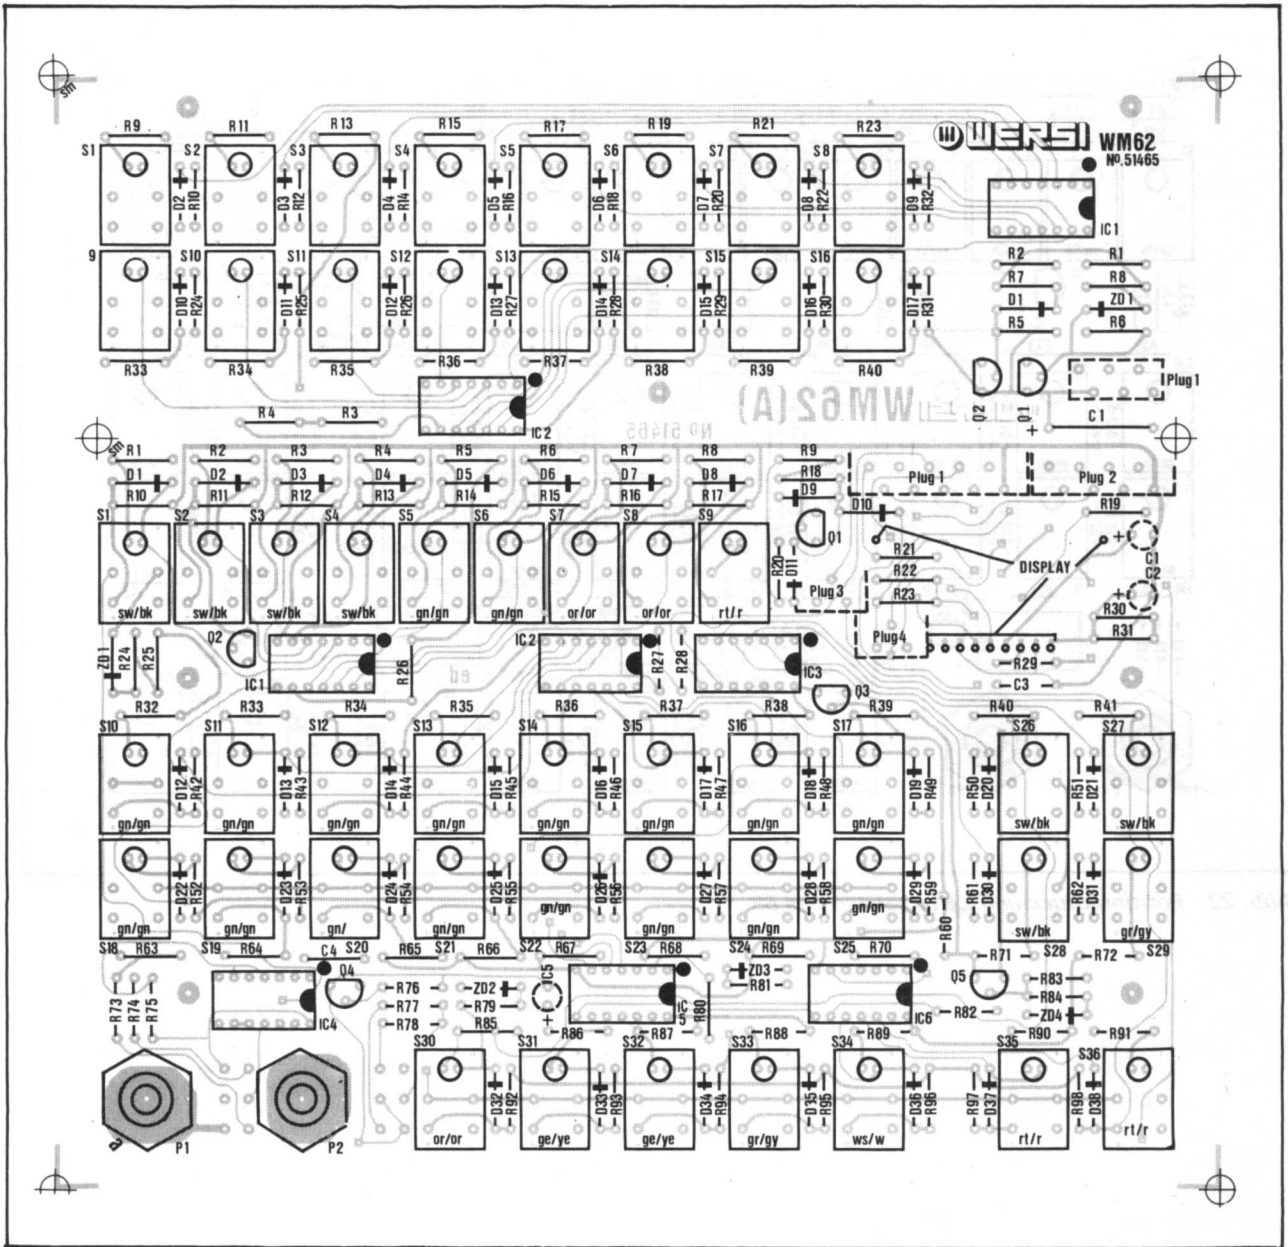 sm
R9 R11 R13 R15 R17 R19 R21 R23
WERSI WM62
No. 51465
S1 S2 S3 S4 S5 S6 S7 S8
D2 R10 D3 R12 D4 R14 D5 R16 D6 R18 D7 R20 D8 R22 D9 R32
IC1
9 S10 S11 S12 S13 S14 S15 S16
R2 R1
R7 R8
D1 ZD1
R5 R6
D10 R24 D11 R25 D12 R26 D13 R27 D14 R28 D15 R29 D16 R30 D17 R31
R33 R34 R35 R36 R37 R38 R39 R40
Plug1
Q2 Q1
WM62(A)
No 51465
R4 R3
IC2
+ C1
sm
R1 R2 R3 R4 R5 R6 R7 R8 R9
D1 D2 D3 D4 D5 D6 D7 D8 R18
Plug 1 Plug 2
R10 R11 R12 R13 R14 R15 R16 R17 D9
D10 R19
S1 S2 S3 S4 S5 S6 S7 S8 S9
Q1
+ C1
R21
R20 D11
DISPLAY
R22
C2
+
Plug3
R23
R30
sw/bk sw/bk sw/bk sw/bk gn/gn gn/gn or/or or/or rt/r
Plug4
R31
Q2
ZD1 R24 R25
IC1
R26
IC2
R27 R28
IC3
R29
C3
Q3
R32 R33 R34 R35 R36 R37 R38 R39 R40 R41
S10 S11 S12 S13 S14 S15 S16 S17 S26 S27
D12 R42 D13 R43 D14 R44 D15 R45 D16 R46 D17 R47 D18 R48 D19 R49 R50 D20 R51 D21
gn/gn gn/gn gn/gn gn/gn gn/gn gn/gn gn/gn gn/gn sw/bk sw/bk
D22 R52 D23 R53 D24 R54 D25 R55 D26 R56 D27 R57 D28 R58 D29 R59 R61 D30 R62 D31
gn/gn gn/gn gn/ gn/gn gn/gn gn/gn gn/gn gn/gn sw/bk gr/gy
R60
S18 R63 S19 R64 C4 S20 R65 S21 R66 S22 R67 S23 R68 S24 R69 S25 R70 R71 S28 R72 S29
R73 R74 R75
IC4
Q4
R76 ZD2
R77 R79
R78 R85
IC5
+
R86
iC
5
R87
R80
ZD3
R81
R88
IC6
R89
Q5
R82
R83
R84
ZD4
R90 R91
S30 S31 S32 S33 S34 S35 S36
D32 R92 D33 R93 D34 R94 D35 R95 D36 R96 R97 D37 R98 D38
or/or ge/ye ge/ye gr/gy ws/w rt/r rt/r
P1 P2